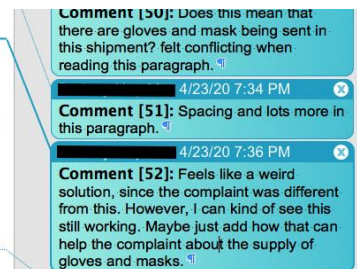 Comment [50]: Does this mean that
there are gloves and mask being sent in
this shipment? felt conflicting when
reading this paragraph. ¶
4/23/20 7:34 PM
Comment [51]: Spacing and lots more in
this paragraph. ¶
4/23/20 7:36 PM
Comment [52]: Feels like a weird
solution, since the complaint was different
from this. However, I can kind of see this
still working. Maybe just add how that can
help the complaint about the supply of
gloves and masks. ¶